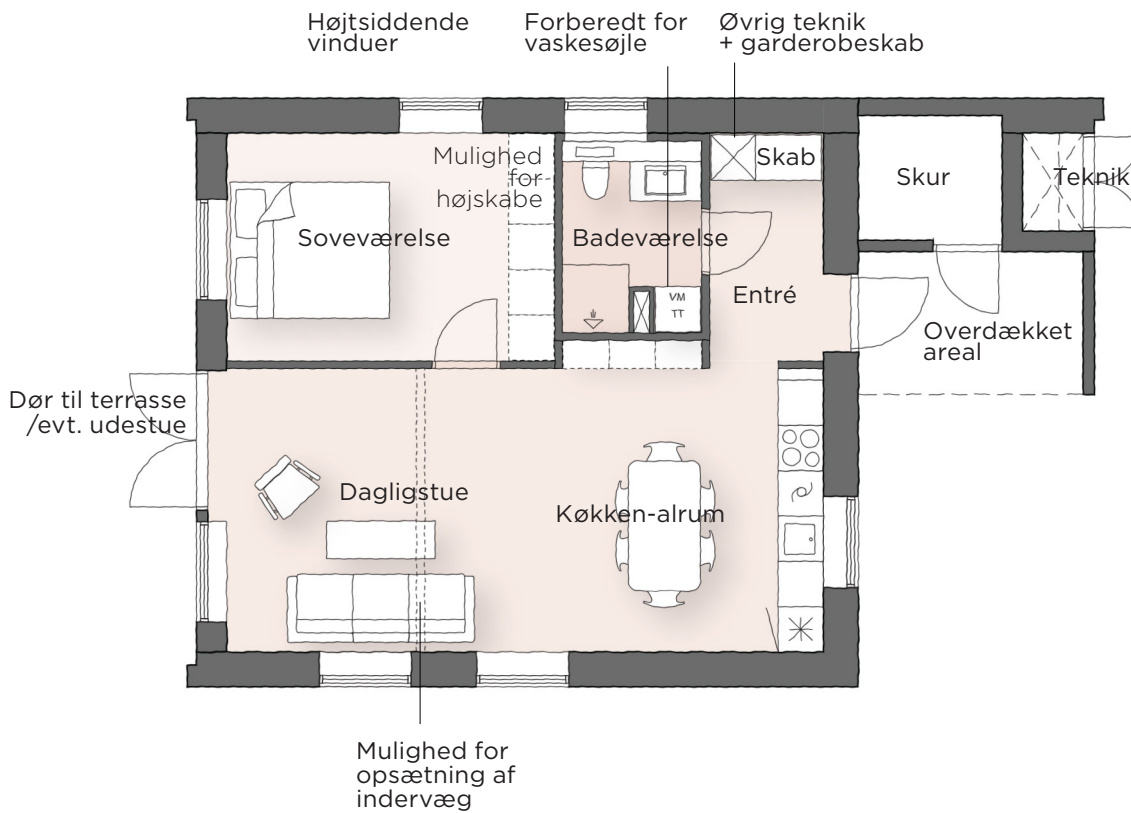 Højtsiddende
vinduer
Forberedt for
vaskesøjle
Øvrig teknik
+ garderobeskab
Mulighed
for
højskabe
Skab
Skur
Teknik
Soveværelse
Badeværelse
Entré
VM
TT
Overdækket
areal
Dør til terrasse
/evt. udestue
Dagligstue
Køkken-alrum
Mulighed for
opsætning af
indervæg